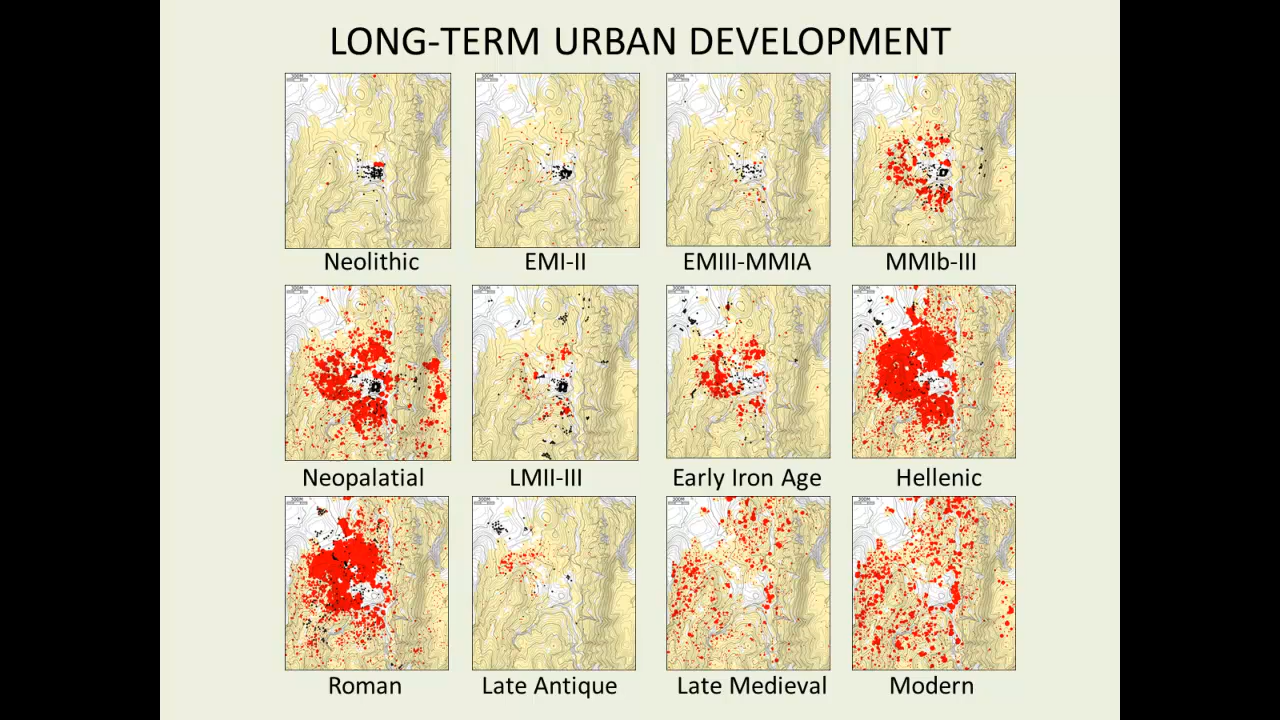 LONG-TERM URBAN DEVELOPMENT
Neolithic
EMI-II
EMIII-MMIA
MMIb-III
Neopalatial
LMII-III
Early Iron Age
Hellenic
Roman
Late Antique
Late Medieval
Modern